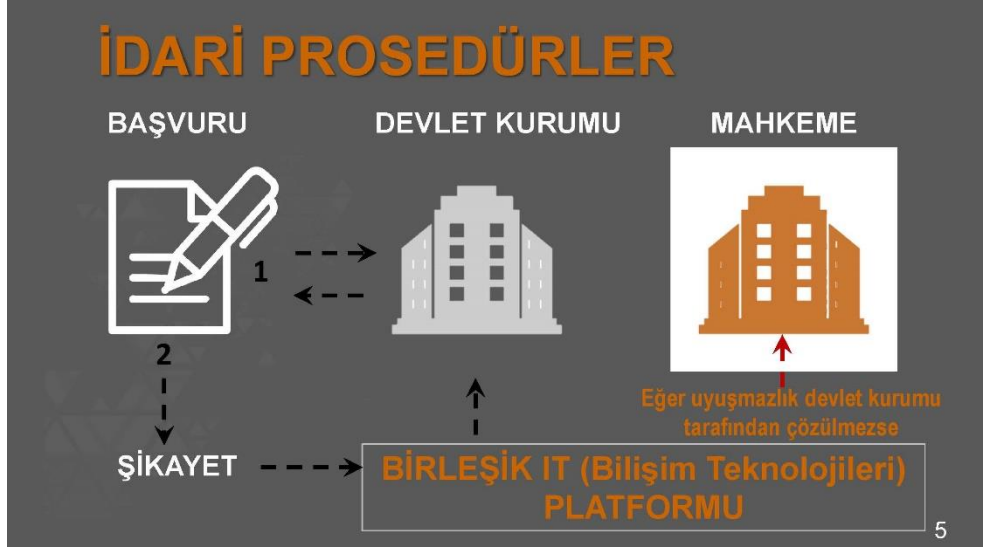 İDARİ PROSEDÜRLER
BAŞVURU
DEVLET KURUMU
MAHKEME
1
2
Eğer uyuşmazlık devlet kurumu
tarafından çözülmezse
ŞİKAYET
BİRLEŞİK IT (Bilişim Teknolojileri)
PLATFORMU
5